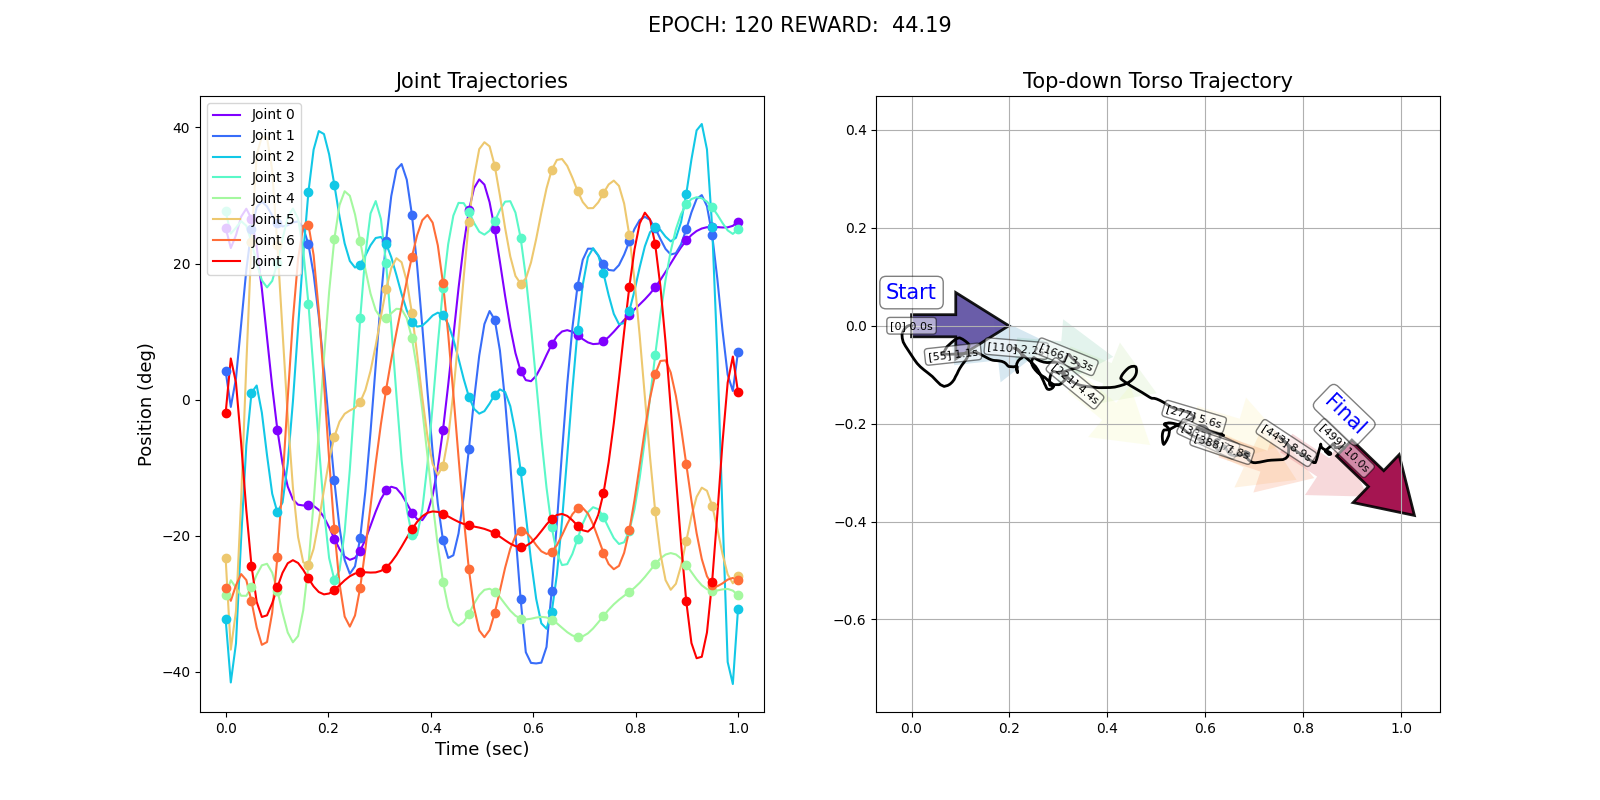 EPOCH: 120 REWARD:  44.19
Joint Trajectories
Position (deg)
40
20
0
−20
−40
Joint 0
Joint 1
Joint 2
Joint 3
Joint 4
Joint 5
Joint 6
Joint 7
0.0
0.2
0.4
0.6
0.8
1.0
Time (sec)
Top-down Torso Trajectory
0.4
0.2
0.0
−0.2
−0.4
−0.6
Start
[0] 0.0s
[55] 1.1s
[110] 2.2
[166] 3.3s
[221] 4.4s
[277] 5.6s
[388] 7.8s
[443] 8.9s
Final
[499] 10.0s
0.0
0.2
0.4
0.6
0.8
1.0